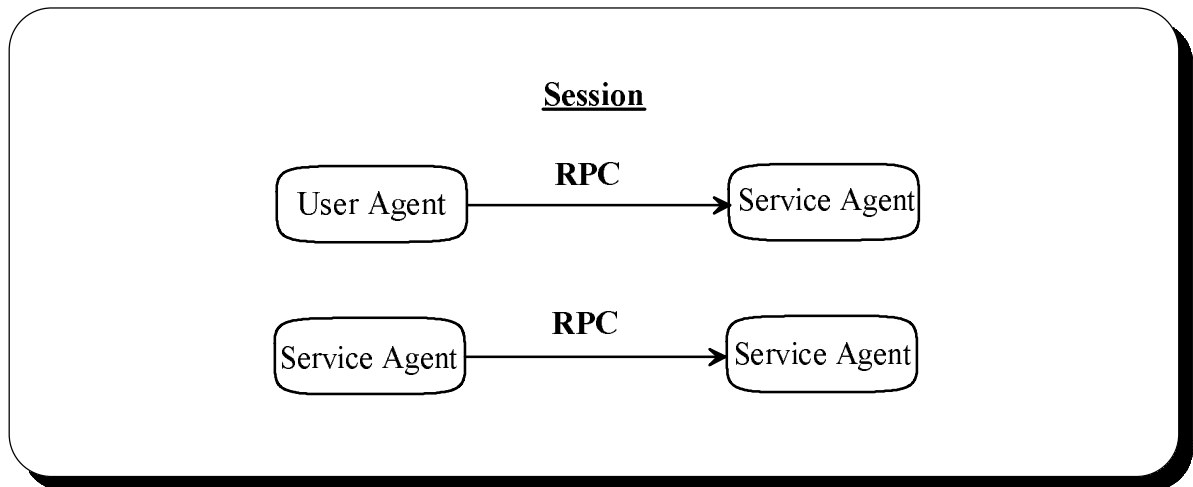 Session
RPC
User Agent
Service Agent
RPC
Service Agent
Service Agent